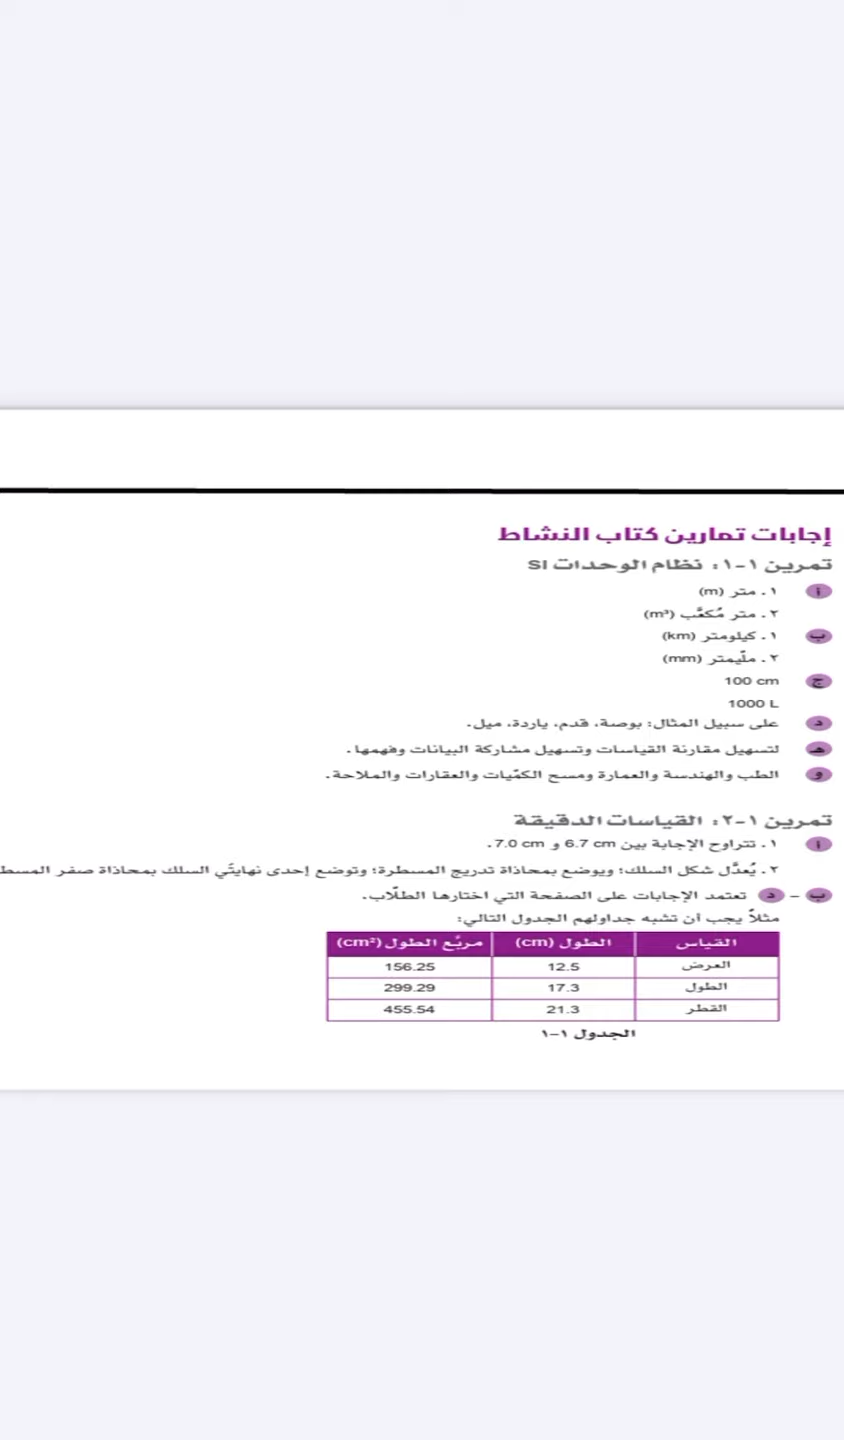 إجابات تمارين كتاب النشاط
تمرين ١-١: نظام الوحدات SI
أ ١. متر (m)
٢. متر مُكعَّب (m³)
ب ١. كيلومتر (km)
٢. ملّيمتر (mm)
ج 100 cm
1000 L
د على سبيل المثال: بوصة، قدم، ياردة، ميل.
هـ لتسهيل مقارنة القياسات وتسهيل مشاركة البيانات وفهمها.
و الطب والهندسة والعمارة ومسح الكمّيات والعقارات والملاحة.
تمرين ١-٢: القياسات الدقيقة
أ ١. تتراوح الإجابة بين 6.7 cm و 7.0 cm.
٢. يُعدَّل شكل السلك؛ ويوضع بمحاذاة تدريج المسطرة؛ وتوضع إحدى نهايتَي السلك بمحاذاة صفر
ب - د تعتمد الإجابات على الصفحة التي اختارها الطلّاب.
مثلاً يجب أن تشبه جداولهم الجدول التالي:
القياس الطول (cm) مربّع الطول (cm²)
العرض 12.5 156.25
الطول 17.3 299.29
القطر 21.3 455.54
الجدول ١-١